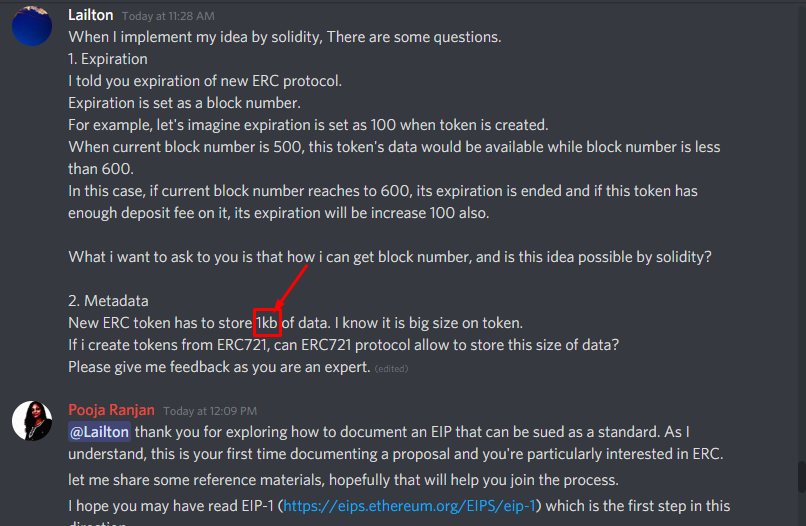 Lailton Today at 11:28 AM
When I implement my idea by solidity, There are some questions.
1. Expiration
I told you expiration of new ERC protocol.
Expiration is set as a block number.
For example, let's imagine expiration is set as 100 when token is created.
When current block number is 500, this token's data would be available while block number is less
than 600.
In this case, if current block number reaches to 600, its expiration is ended and if this token has
enough deposit fee on it, its expiration will be increase 100 also.
What i want to ask to you is that how i can get block number, and is this idea possible by solidity?
2. Metadata
New ERC token has to store 1kb of data. I know it is big size on token.
If i create tokens from ERC721, can ERC721 protocol allow to store this size of data?
Please give me feedback as you are an expert. (edited)
Pooja Ranjan Today at 12:09 PM
@Lailton thank you for exploring how to document an EIP that can be sued as a standard. As I
understand, this is your first time documenting a proposal and you're particularly interested in ERC.
let me share some reference materials, hopefully that will help you join the process.
I hope you may have read EIP-1 (https://eips.ethereum.org/EIPS/eip-1) which is the first step in this
direction